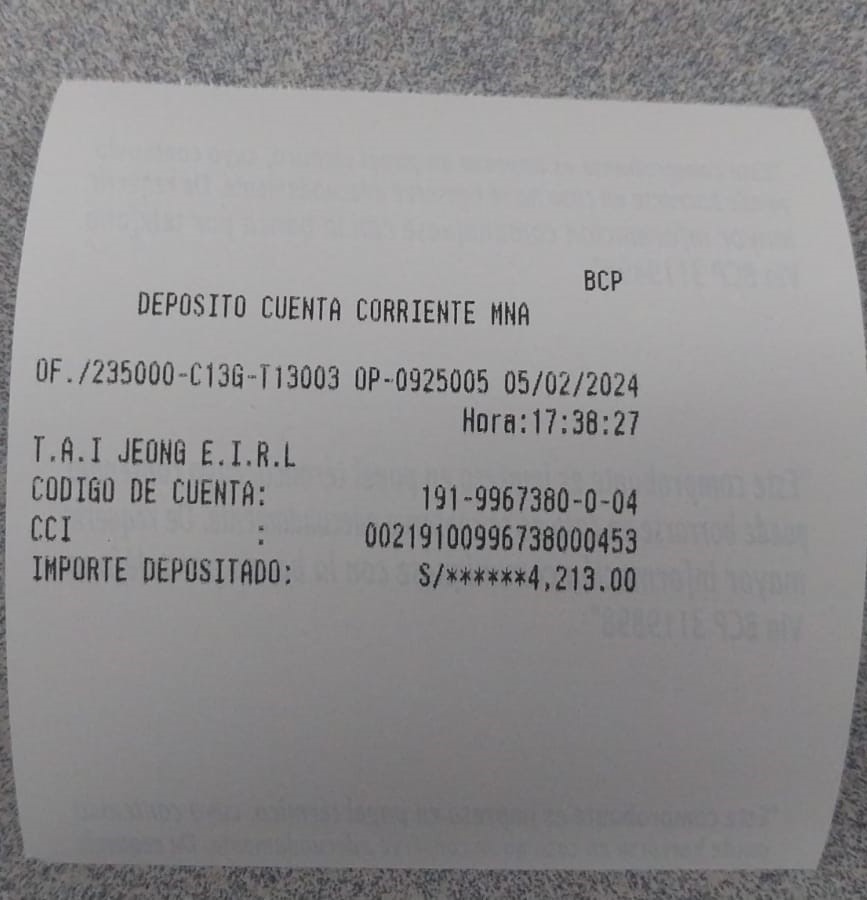 BCP
DEPOSITO CUENTA CORRIENTE MNA
OF./235000-C13G-T13003 OP-0925005 05/02/2024
Hora:17:38:27
T.A.I JEONG E.I.R.L
CODIGO DE CUENTA: 191-9967380-0-04
CCI : 00219100996738000453
IMPORTE DEPOSITADO: S/******4,213.00